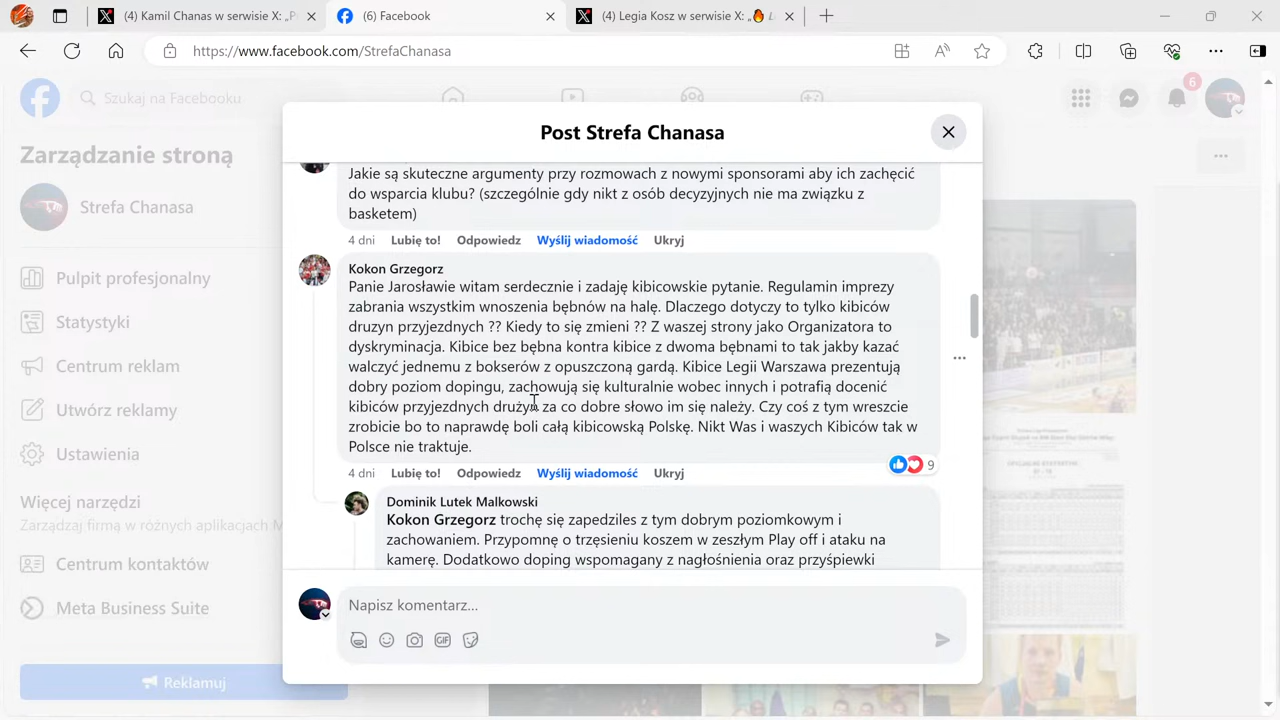 (4) Kamil Chanas w serwisie X: „P
(6) Facebook
(4) Legia Kosz w serwisie X: „🔥 L
https://www.facebook.com/StrefaChanasa
Szukaj na Facebooku
6
Zarządzanie stroną
Strefa Chanasa
Pulpit profesjonalny
Statystyki
Centrum reklam
Utwórz reklamy
Ustawienia
Więcej narzędzi
Zarządzaj firmą w różnych aplikacjach M
Centrum kontaktów
Meta Business Suite
Reklamuj
Post Strefa Chanasa
Jakie są skuteczne argumenty przy rozmowach z nowymi sponsorami aby ich zachęcić
do wsparcia klubu? (szczególnie gdy nikt z osób decyzyjnych nie ma związku z
basketem)
4 dni Lubię to! Odpowiedz Wyślij wiadomość Ukryj
Kokon Grzegorz
Panie Jarosławie witam serdecznie i zadaję kibicowskie pytanie. Regulamin imprezy
zabrania wszystkim wnoszenia bębnów na halę. Dlaczego dotyczy to tylko kibiców
druzyn przyjezdnych ?? Kiedy to się zmieni ?? Z waszej strony jako Organizatora to
dyskryminacja. Kibice bez bębna kontra kibice z dwoma bębnami to tak jakby kazać
walczyć jednemu z bokserów z opuszczoną gardą. Kibice Legii Warszawa prezentują
dobry poziom dopingu, zachowują się kulturalnie wobec innych i potrafią docenić
kibiców przyjezdnych drużyn za co dobre słowo im się należy. Czy coś z tym wreszcie
zrobicie bo to naprawdę boli całą kibicowską Polskę. Nikt Was i waszych Kibiców tak w
Polsce nie traktuje.
9
4 dni Lubię to! Odpowiedz Wyślij wiadomość Ukryj
Dominik Lutek Malkowski
Kokon Grzegorz trochę się zapedziles z tym dobrym poziomkowym i
zachowaniem. Przypomnę o trzęsieniu koszem w zeszłym Play off i ataku na
kamerę. Dodatkowo doping wspomagany z nagłośnienia oraz przyśpiewki
Napisz komentarz...
GIF